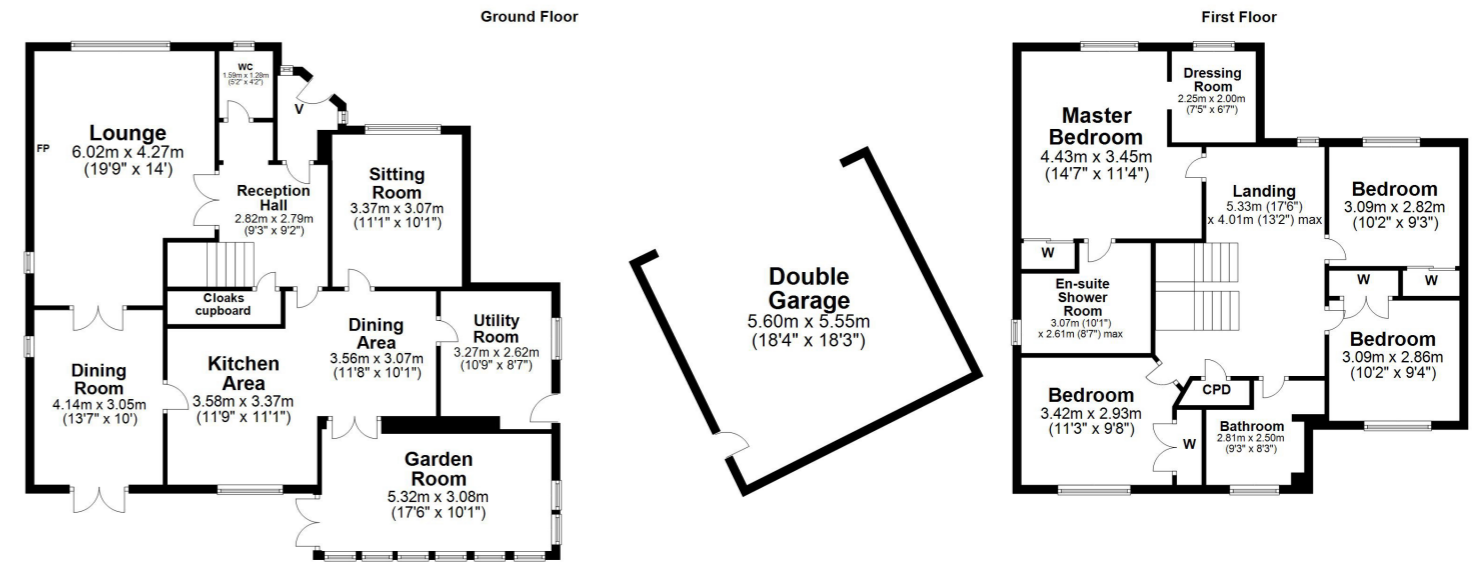 Ground Floor
WC
1.59m x 1.28m
(5'2" x 4'2")
V
Lounge
6.02m x 4.27m
(19'9" x 14')
FP
Reception
Hall
2.82m x 2.79m
(9'3" x 9'2")
Sitting
Room
3.37m x 3.07m
(11'1" x 10'1")
Cloaks
cupboard
Dining
Room
4.14m x 3.05m
(13'7" x 10')
Kitchen
Area
3.58m x 3.37m
(11'9" x 11'1")
Dining
Area
3.56m x 3.07m
(11'8" x 10'1")
Utility
Room
3.27m x 2.62m
(10'9" x 8'7")
Garden
Room
5.32m x 3.08m
(17'6" x 10'1")
Double
Garage
5.60m x 5.55m
(18'4" x 18'3")
First Floor
Master
Bedroom
4.43m x 3.45m
(14'7" x 11'4")
Dressing
Room
2.25m x 2.00m
(7'5" x 6'7")
Landing
5.33m (17'6")
x 4.01m (13'2") max
Bedroom
3.09m x 2.82m
(10'2" x 9'3")
W
W
W
En-suite
Shower
Room
3.07m (10'1")
x 2.61m (8'7") max
Bedroom
3.09m x 2.86m
(10'2" x 9'4")
Bedroom
3.42m x 2.93m
(11'3" x 9'8")
CPD
W
Bathroom
2.81m x 2.50m
(9'3" x 8'3")